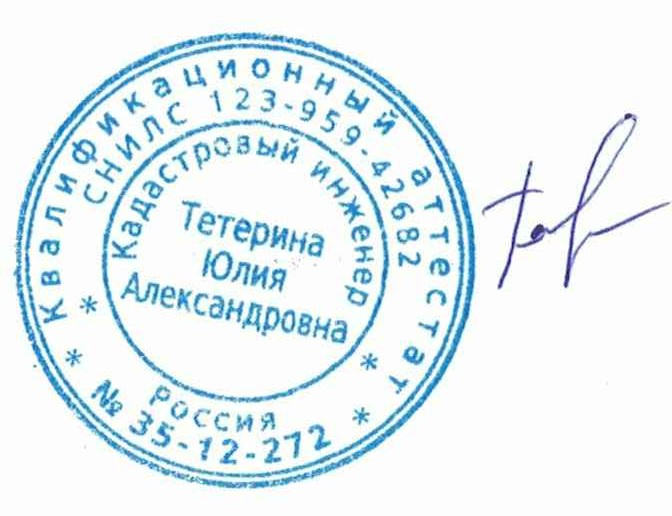 Квалификационный аттестат
СНИЛС 123-959-42682
Кадастровый инженер
Тетерина
Юлия
Александровна
РОССИЯ
№ 35-12-272